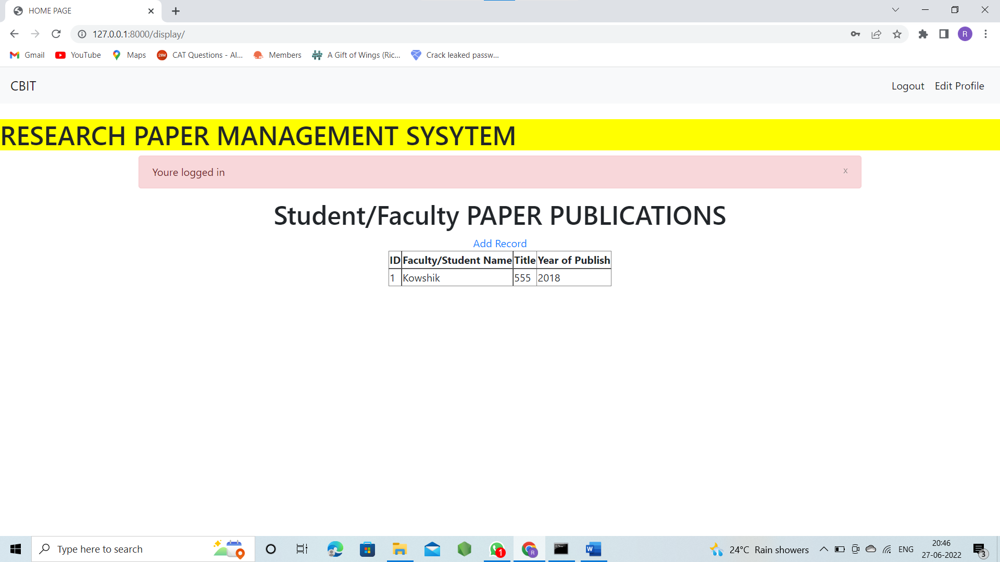 HOME PAGE
127.0.0.1:8000/display/
R
Gmail YouTube Maps CAT Questions - Al... Members A Gift of Wings (Ric... Crack leaked passw...
CBIT Logout Edit Profile
RESEARCH PAPER MANAGEMENT SYSYTEM
Youre logged in x
Student/Faculty PAPER PUBLICATIONS
Add Record
ID Faculty/Student Name Title Year of Publish
1 Kowshik 555 2018
Type here to search 1 R W 24°C Rain showers ENG 20:46
27-06-2022 3